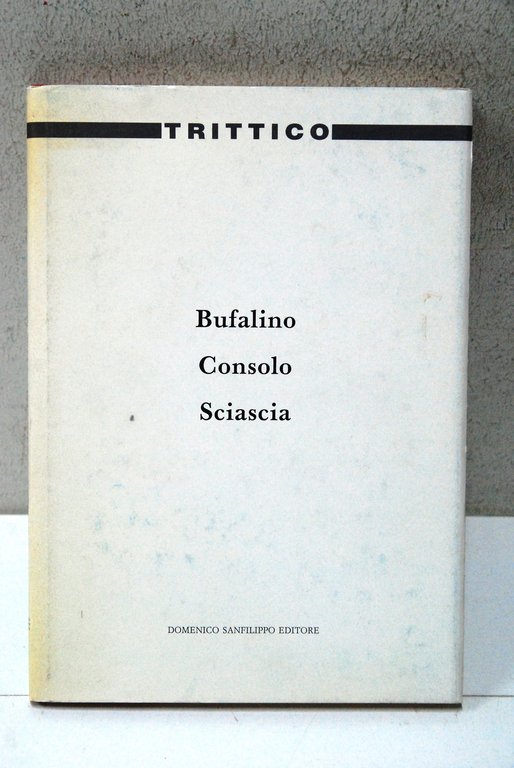 TRITTICO
Bufalino
Consolo
Sciascia
DOMENICO SANFILIPPO EDITORE